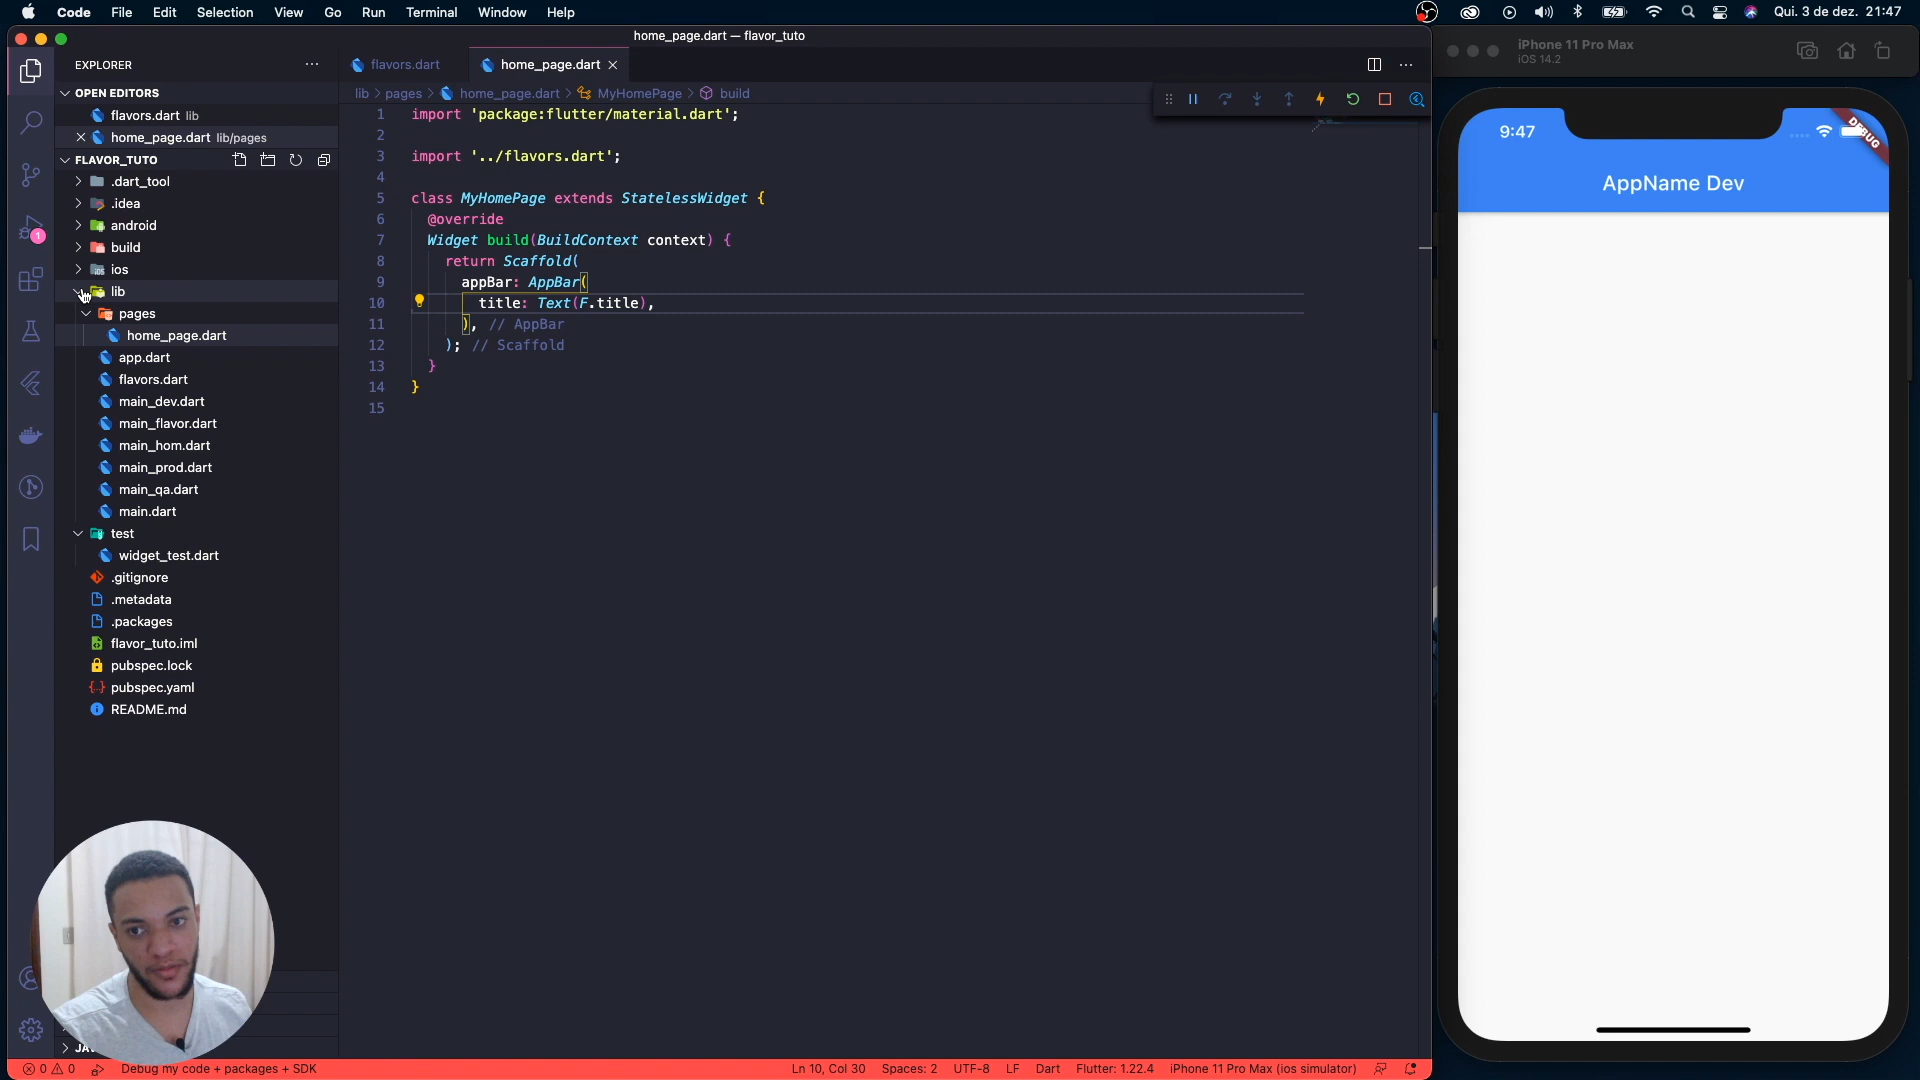 Code File Edit Selection View Go Run Terminal Window Help
Qui. 3 de dez. 21:47
home_page.dart — flavor_tuto
EXPLORER
OPEN EDITORS
flavors.dart lib
home_page.dart lib/pages
FLAVOR_TUTO
.dart_tool
.idea
android
build
ios
lib
pages
home_page.dart
app.dart
flavors.dart
main_dev.dart
main_flavor.dart
main_hom.dart
main_prod.dart
main_qa.dart
main.dart
test
widget_test.dart
.gitignore
.metadata
.packages
flavor_tuto.iml
pubspec.lock
pubspec.yaml
README.md
1
flavors.dart
home_page.dart
lib > pages > home_page.dart > MyHomePage > build
1 import 'package:flutter/material.dart';
2
3 import '../flavors.dart';
4
5 class MyHomePage extends StatelessWidget {
6 @override
7 Widget build(BuildContext context) {
8 return Scaffold(
9 appBar: AppBar(
10 title: Text(F.title),
11 ), // AppBar
12 ); // Scaffold
13 }
14 }
15
0 0 Debug my code + packages + SDK
Ln 10, Col 30 Spaces: 2 UTF-8 LF Dart Flutter: 1.22.4 iPhone 11 Pro Max (ios simulator)
iPhone 11 Pro Max
iOS 14.2
9:47
DEBUG
AppName Dev